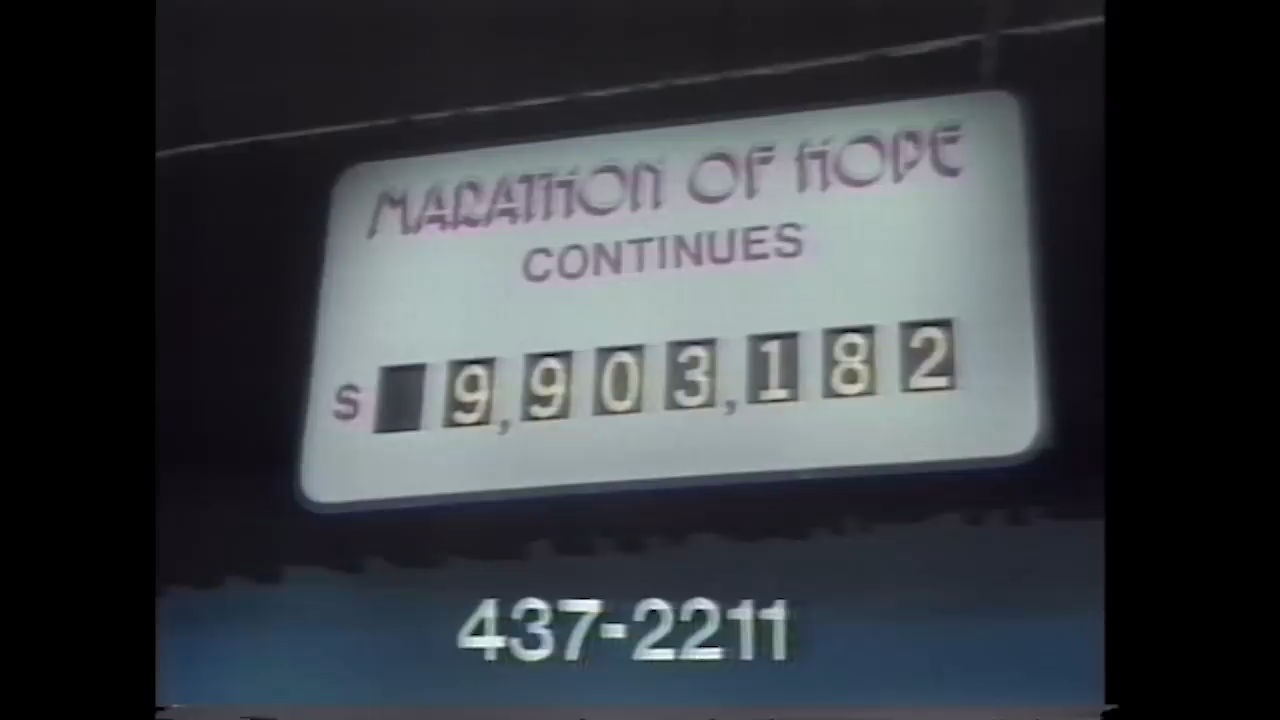 MARATHON OF HOPE
CONTINUES
$ 9,903,182
437-2211